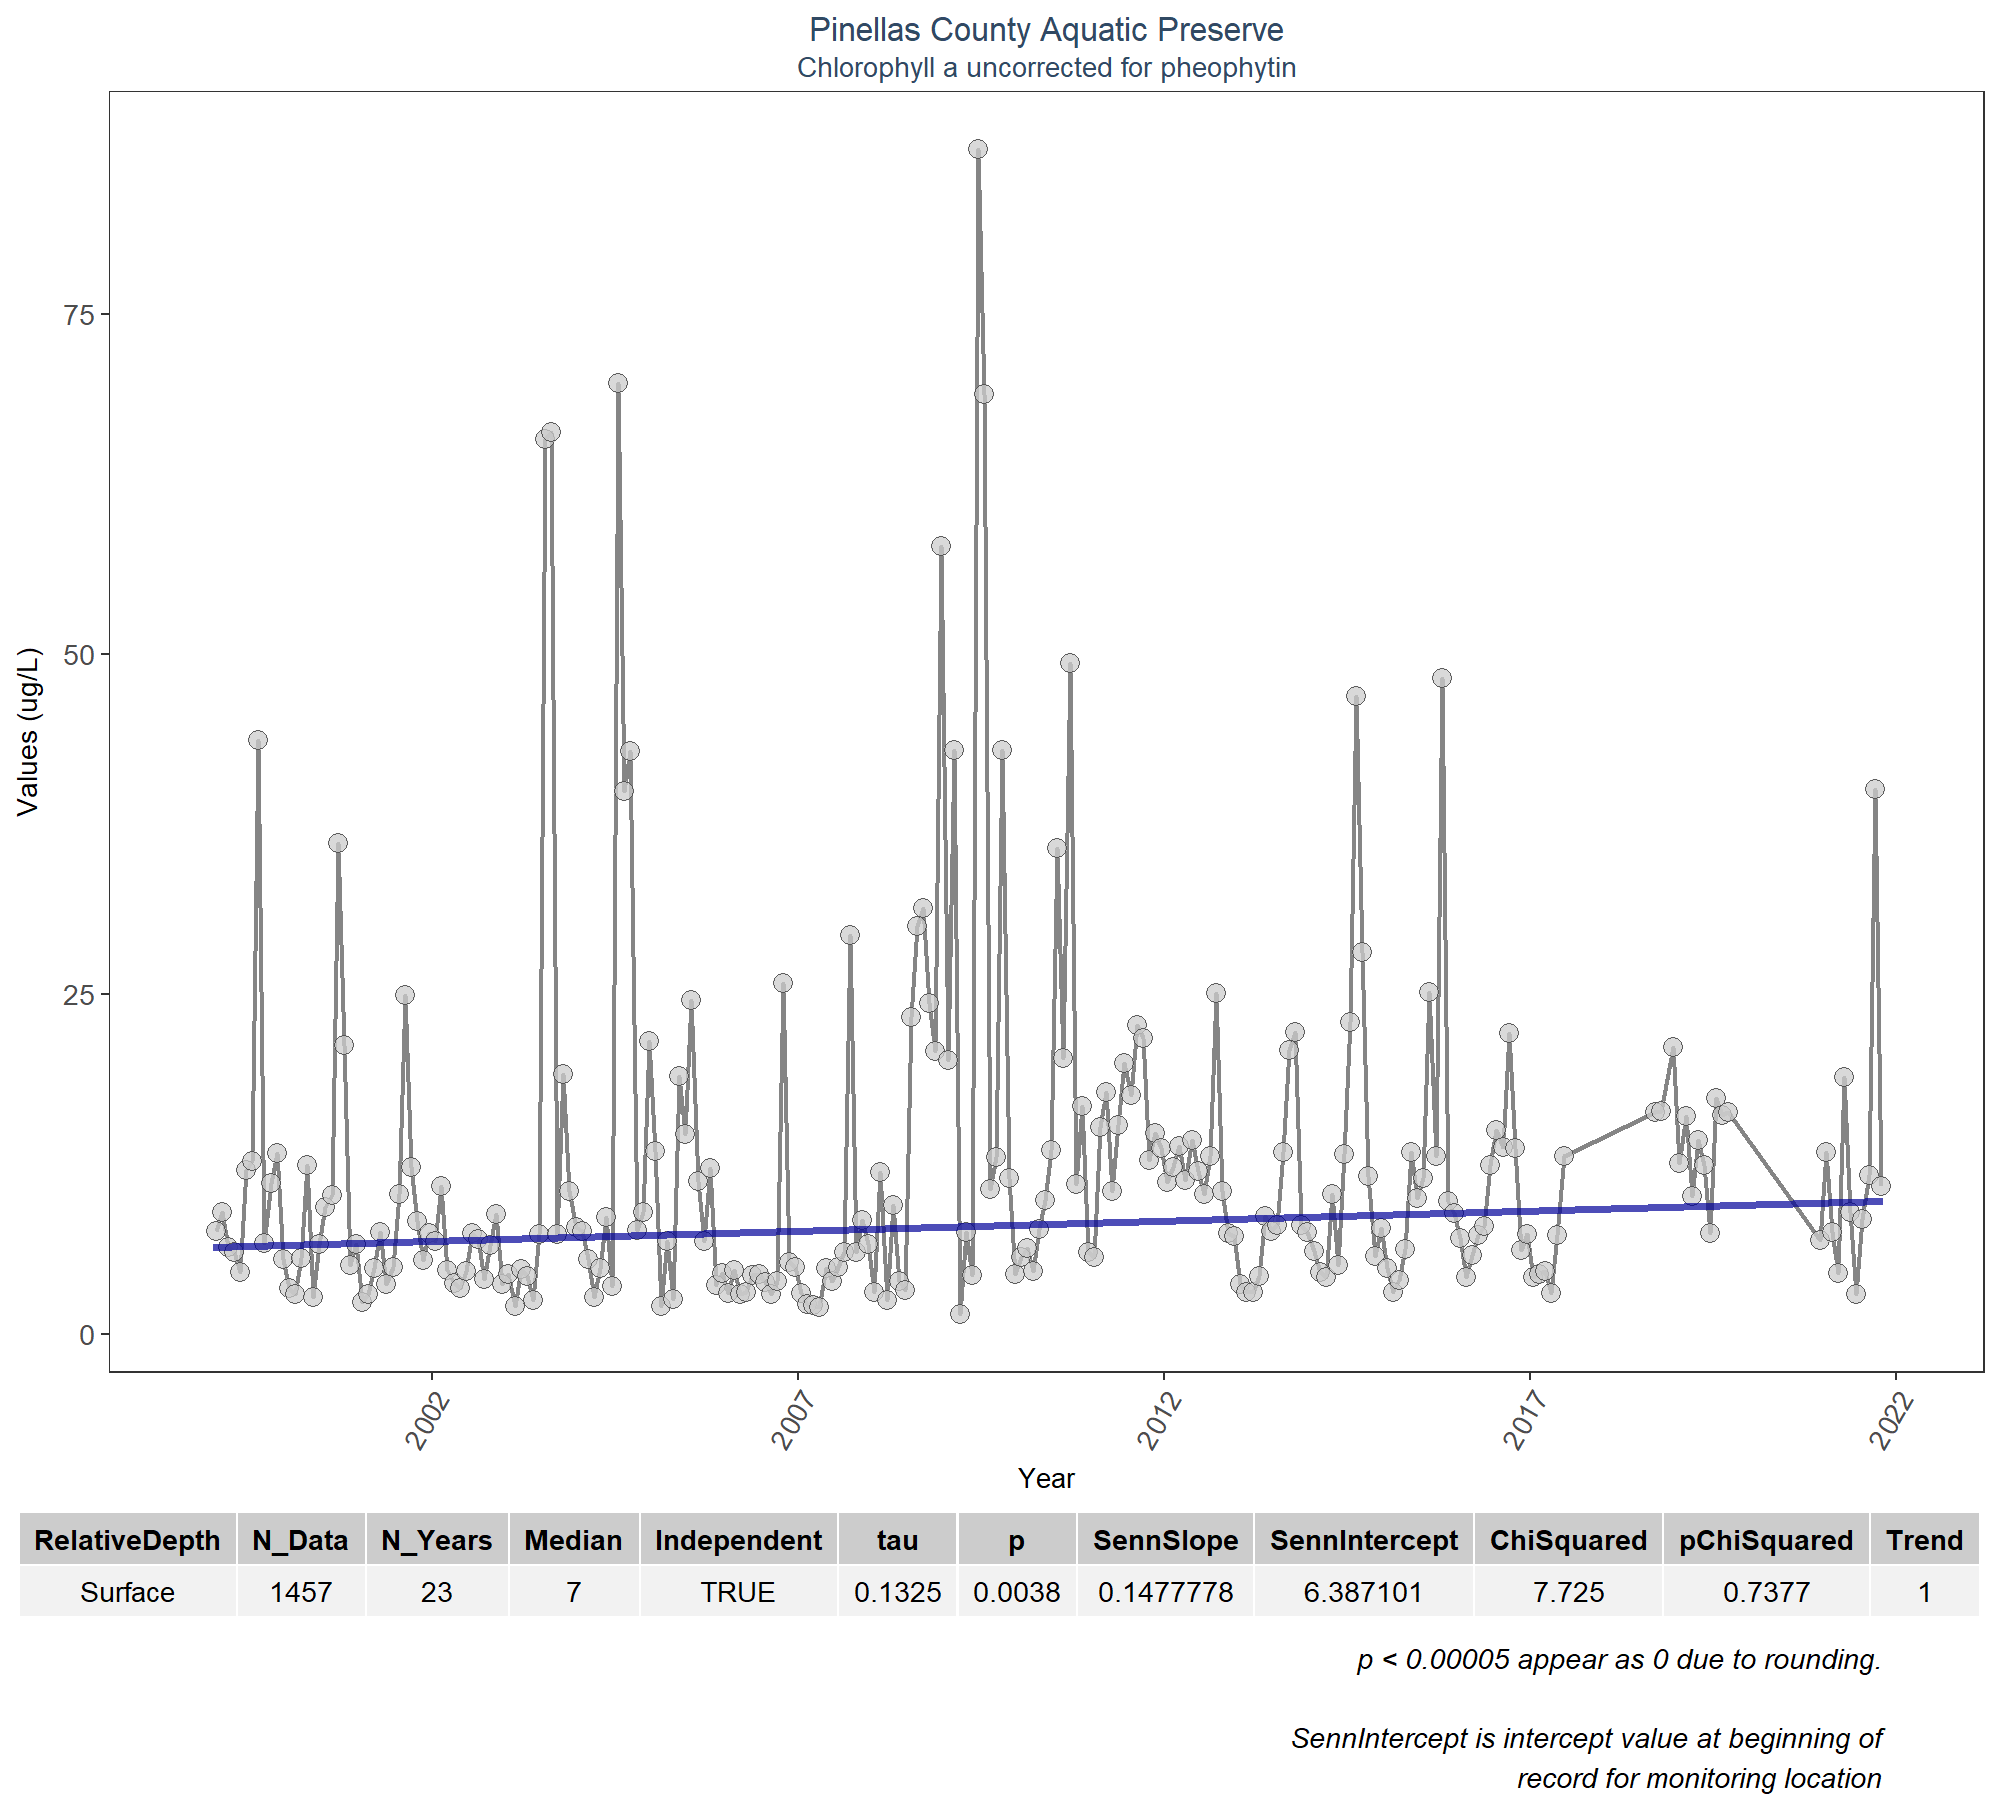 Pinellas County Aquatic Preserve
Chlorophyll a uncorrected for pheophytin
Values (ug/L)
75
50
25
0
2002 2007 2012 2017 2022
Year
RelativeDepth N_Data N_Years Median Independent tau p SennSlope SennIntercept ChiSquared pChiSquared Trend
Surface 1457 23 7 TRUE 0.1325 0.0038 0.1477778 6.387101 7.725 0.7377 1
p < 0.00005 appear as 0 due to rounding.
SennIntercept is intercept value at beginning of
record for monitoring location